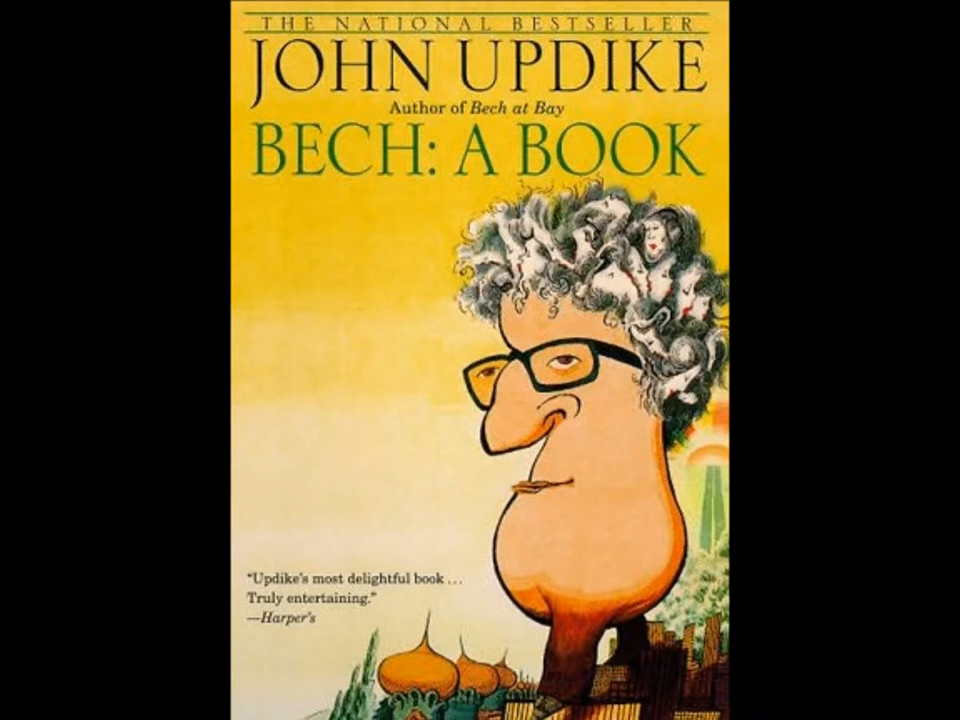 THE NATIONAL BESTSELLER
JOHN UPDIKE
Author of Bech at Bay
BECH: A BOOK
“Updike's most delightful book . . .
Truly entertaining.”
—Harper's